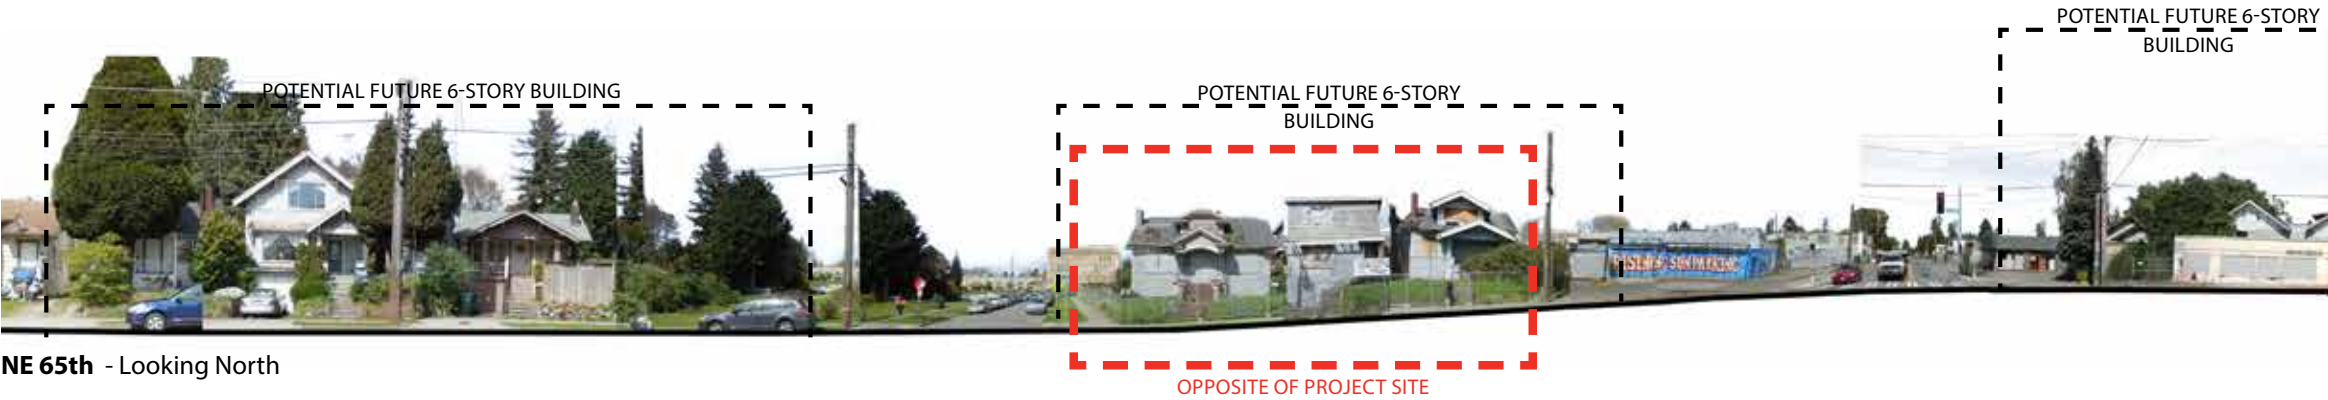 POTENTIAL FUTURE 6-STORY
BUILDING
POTENTIAL FUTURE 6-STORY BUILDING
POTENTIAL FUTURE 6-STORY
BUILDING
NE 65th - Looking North
OPPOSITE OF PROJECT SITE